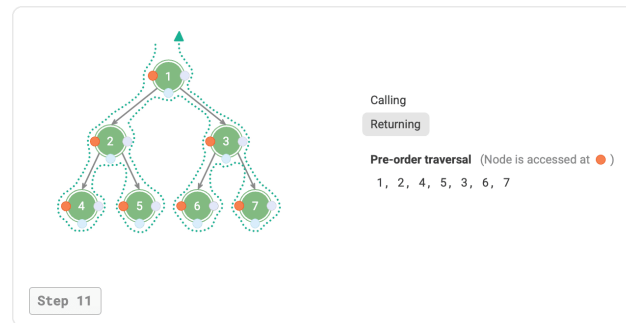 1
2
3
4
5
6
7
Calling
Returning
Pre-order traversal (Node is accessed at )
1, 2, 4, 5, 3, 6, 7
Step 11